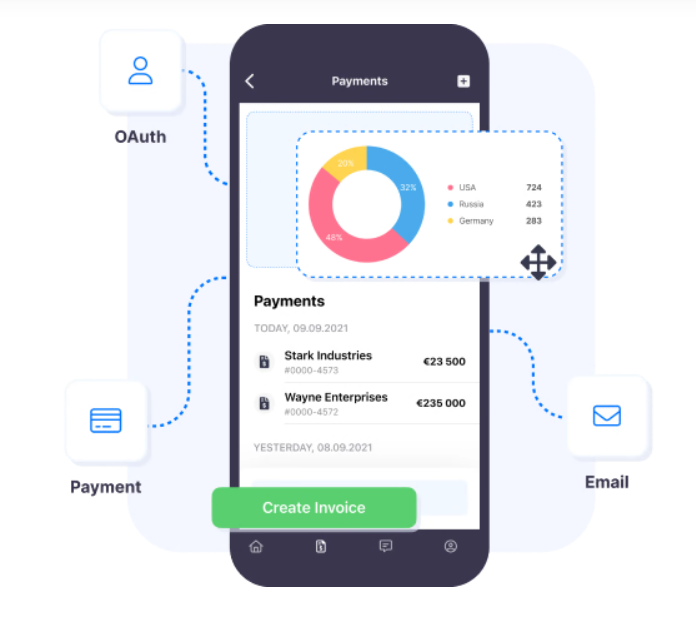 Payments
OAuth
20%
32%
48%
USA 724
Russia 423
Germany 283
Payments
TODAY, 09.09.2021
Stark Industries €23 500
#0000-4573
Wayne Enterprises €235 000
#0000-4572
YESTERDAY, 08.09.2021
Payment
Email
Create Invoice